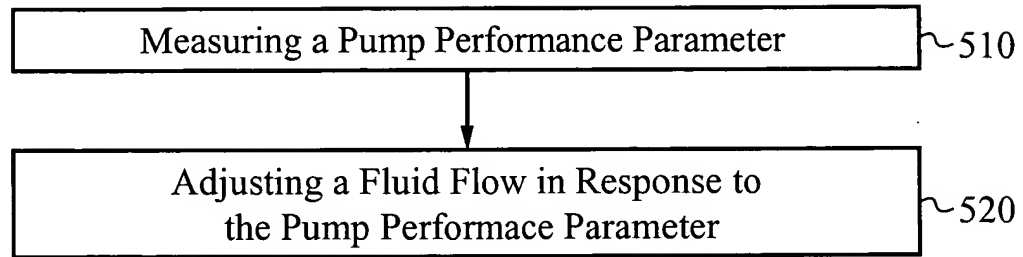 Measuring a Pump Performance Parameter
510
Adjusting a Fluid Flow in Response to
the Pump Performace Parameter
520